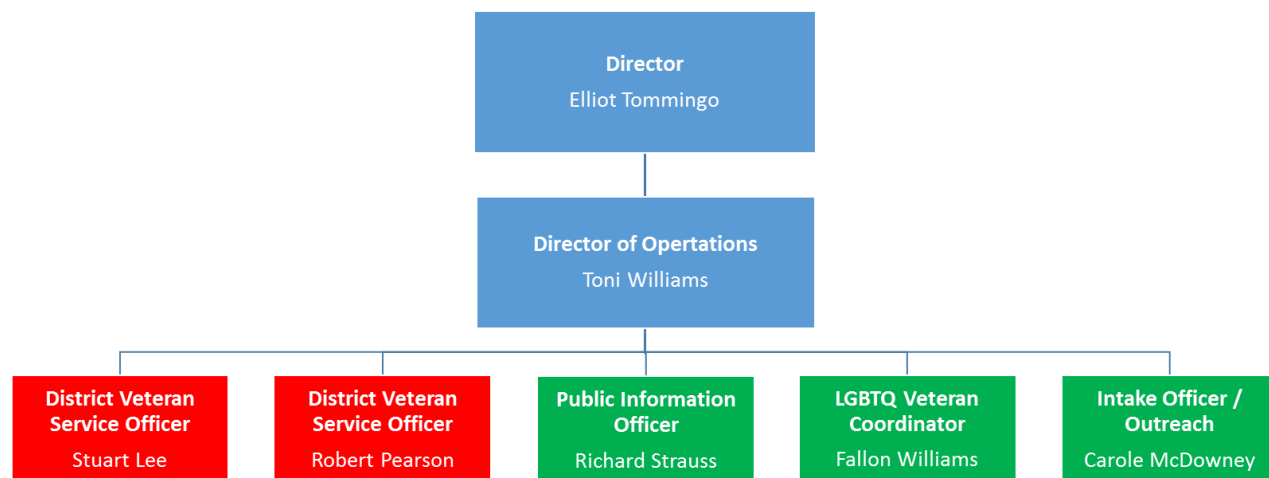 Director
Elliot Tommingo
Director of Opertations
Toni Williams
District Veteran
Service Officer
Stuart Lee
District Veteran
Service Officer
Robert Pearson
Public Information
Officer
Richard Strauss
LGBTQ Veteran
Coordinator
Fallon Williams
Intake Officer /
Outreach
Carole McDowney